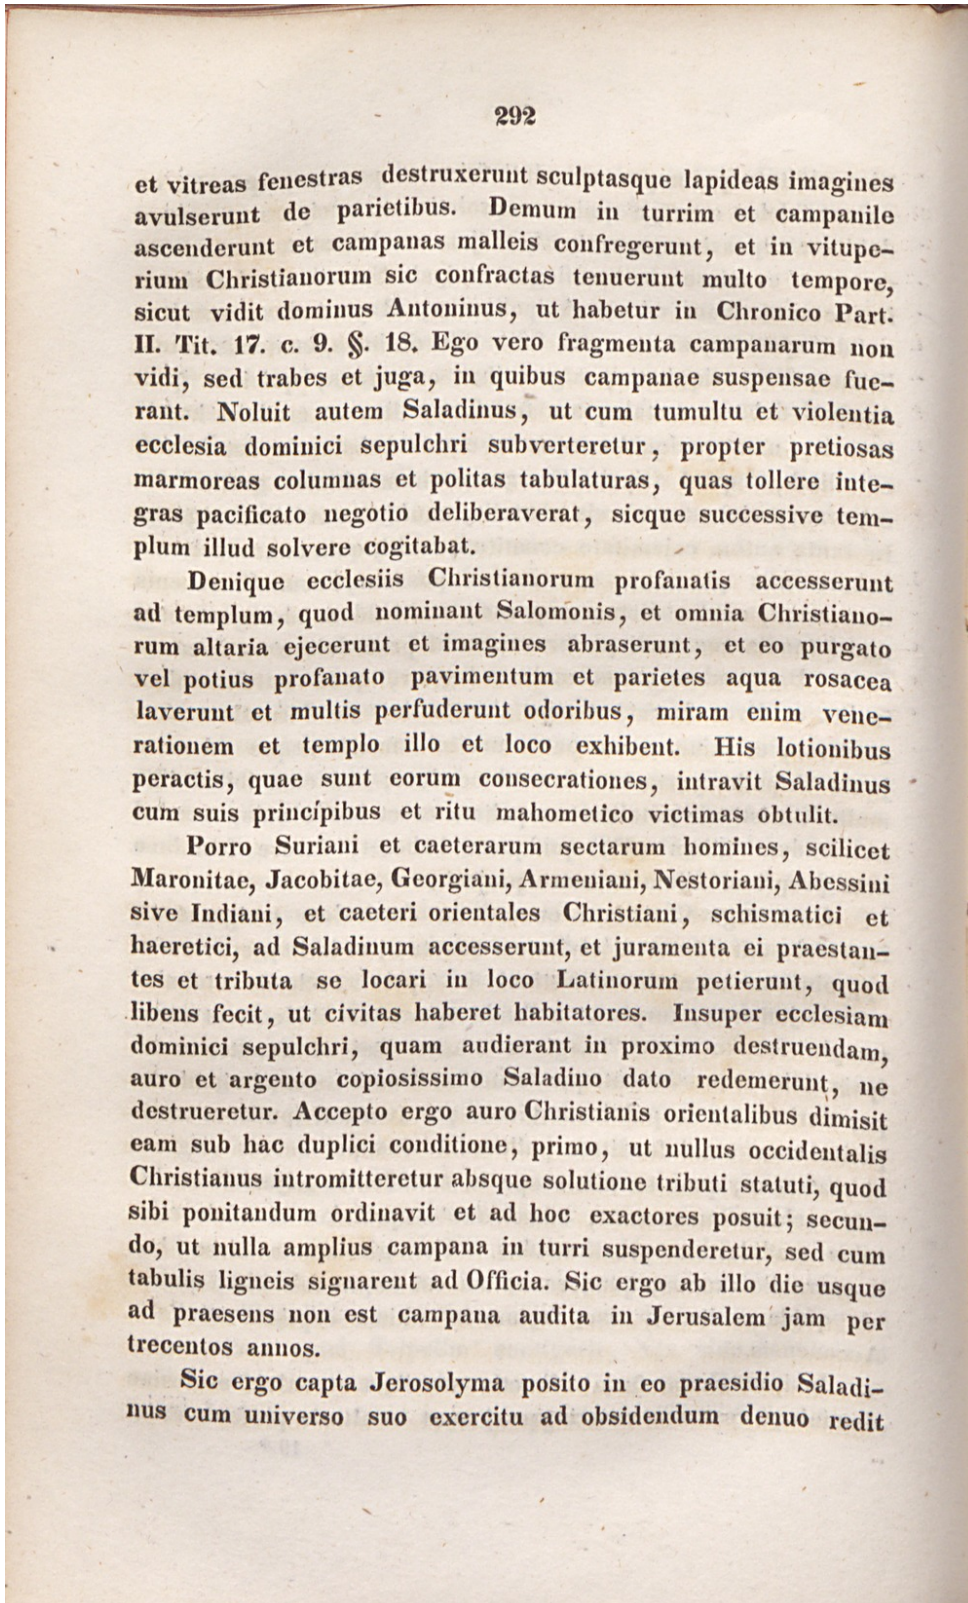 292
et vitreas fenestras destruxerunt sculptasque lapideas imagines
avulserunt de parietibus. Demum in turrim et campanile
ascenderunt et campanas malleis confregerunt, et in vitupe-
rium Christianorum sic confractas tenuerunt multo tempore,
sicut vidit dominus Antoninus, ut habetur in Chronico Part.
II. Tit. 17. c. 9. §. 18. Ego vero fragmenta campanarum non
vidi, sed trabes et juga, in quibus campanae suspensae fue-
rant. Noluit autem Saladinus, ut cum tumultu et violentia
ecclesia dominici sepulchri subverteretur, propter pretiosas
marmoreas columnas et politas tabulaturas, quas tollere inte-
gras pacificato negotio deliberaverat, sicque successive tem-
plum illud solvere cogitabat.
Denique ecclesiis Christianorum profanatis accesserunt
ad templum, quod nominant Salomonis, et omnia Christiano-
rum altaria ejecerunt et imagines abraserunt, et eo purgato
vel potius profanato pavimentum et parietes aqua rosacea
laverunt et multis perfuderunt odoribus, miram enim vene-
rationem et templo illo et loco exhibent. His lotionibus
peractis, quae sunt eorum consecrationes, intravit Saladinus
cum suis principibus et ritu mahometico victimas obtulit.
Porro Suriani et caeterarum sectarum homines, scilicet
Maronitae, Jacobitae, Georgiani, Armeniani, Nestoriani, Abessini
sive Indiani, et caeteri orientales Christiani, schismatici et
haeretici, ad Saladinum accesserunt, et juramenta ei praestan-
tes et tributa se locari in loco Latinorum petierunt, quod
libens fecit, ut civitas haberet habitatores. Insuper ecclesiam
dominici sepulchri, quam audierant in proximo destruendam,
auro et argento copiosissimo Saladino dato redemerunt, ne
destrueretur. Accepto ergo auro Christianis orientalibus dimisit
eam sub hac duplici conditione, primo, ut nullus occidentalis
Christianus intromitteretur absque solutione tributi statuti, quod
sibi ponitandum ordinavit et ad hoc exactores posuit; secun-
do, ut nulla amplius campana in turri suspenderetur, sed cum
tabulis ligneis signarent ad Officia. Sic ergo ab illo die usque
ad praesens non est campana audita in Jerusalem jam per
trecentos annos.
Sic ergo capta Jerosolyma posito in eo praesidio Saladi-
nus cum universo suo exercitu ad obsidendum denuo redit